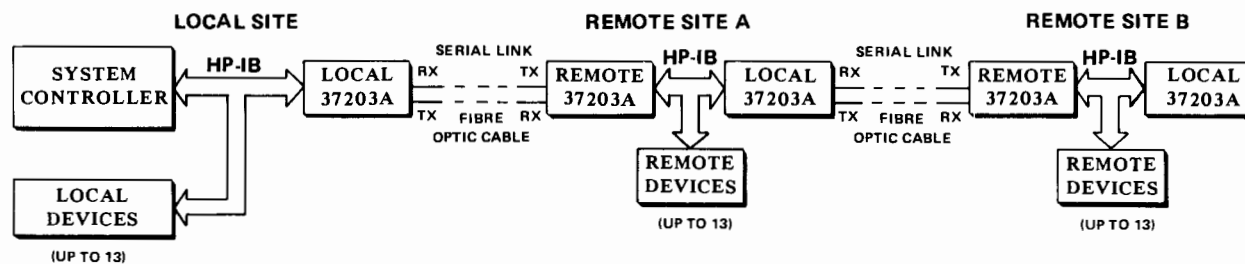 LOCAL SITE
REMOTE SITE A
REMOTE SITE B
SYSTEM
CONTROLLER
HP-IB
LOCAL
37203A
RX
TX
SERIAL LINK
TX
RX
FIBRE
OPTIC CABLE
REMOTE
37203A
HP-IB
LOCAL
37203A
RX
TX
SERIAL LINK
TX
RX
FIBRE
OPTIC CABLE
REMOTE
37203A
HP-IB
LOCAL
37203A
LOCAL
DEVICES
(UP TO 13)
REMOTE
DEVICES
(UP TO 13)
REMOTE
DEVICES
(UP TO 13)